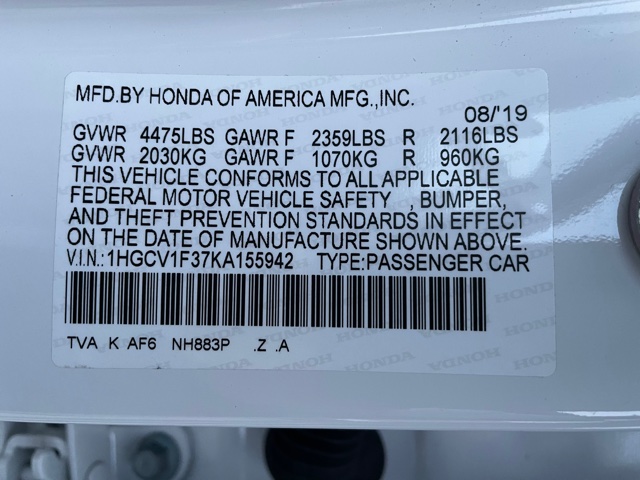 MFD.BY HONDA OF AMERICA MFG.,INC.
08/'19
GVWR 4475LBS GAWR F 2359LBS R 2116LBS
GVWR 2030KG GAWR F 1070KG R 960KG
THIS VEHICLE CONFORMS TO ALL APPLICABLE
FEDERAL MOTOR VEHICLE SAFETY , BUMPER,
AND THEFT PREVENTION STANDARDS IN EFFECT
ON THE DATE OF MANUFACTURE SHOWN ABOVE.
V.I.N.:1HGCV1F37KA155942 TYPE:PASSENGER CAR
TVA K AF6 NH883P .Z .A